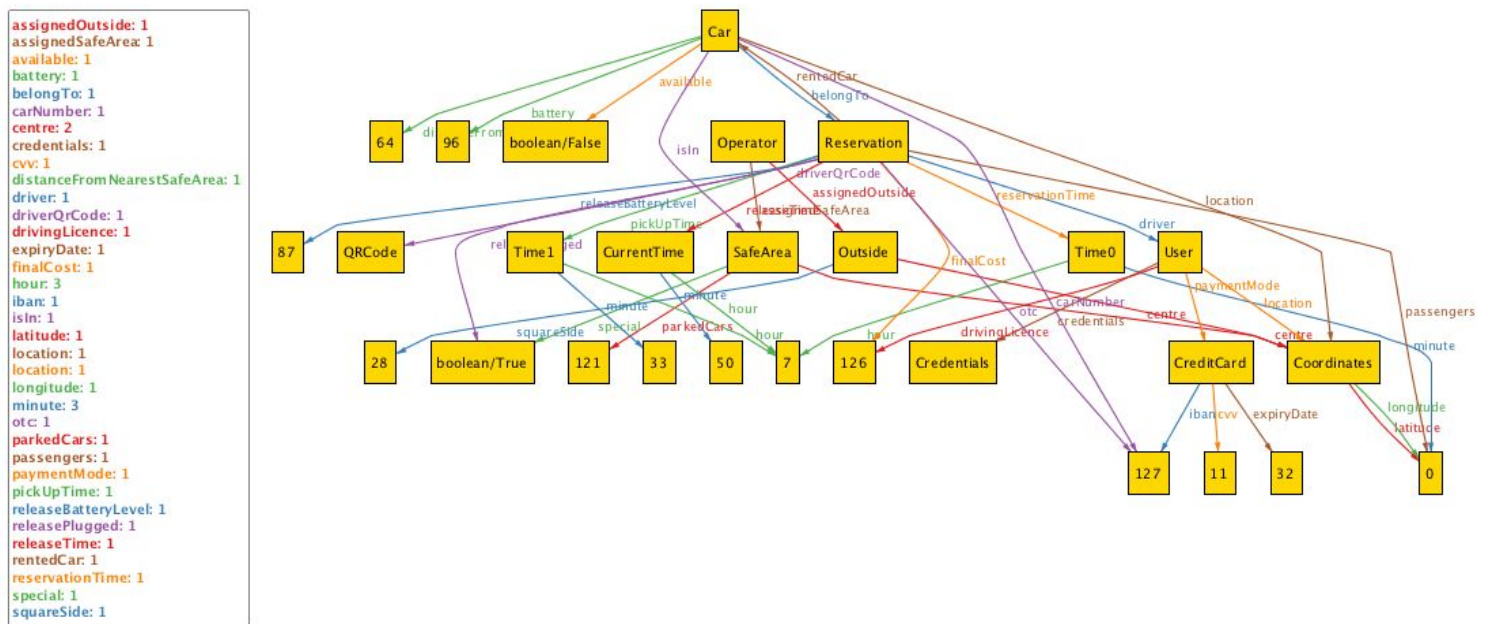 assignedOutside: 1
assignedSafeArea: 1
available: 1
battery: 1
belongTo: 1
carNumber: 1
centre: 2
credentials: 1
cvv: 1
distanceFromNearestSafeArea: 1
driver: 1
driverQrCode: 1
drivingLicence: 1
expiryDate: 1
finalCost: 1
hour: 3
iban: 1
isIn: 1
latitude: 1
location: 1
location: 1
longitude: 1
minute: 3
otc: 1
parkedCars: 1
passengers: 1
paymentMode: 1
pickUpTime: 1
releaseBatteryLevel: 1
releasePlugged: 1
releaseTime: 1
rentedCar: 1
reservationTime: 1
special: 1
squareSide: 1
Car
rentedCar
available
belongTo
battery
64
96
boolean/False
Operator
Reservation
isIn
driverQrCode
assignedOutside
reservationTime
location
releaseBatteryLevel
pickUpTime
driver
87
QRCode
Time1
CurrentTime
SafeArea
Outside
Time0
User
finalCost
paymentMode
minute
minute
hour
carNumber
location
otc
centre
passengers
squareSide
special
parkedCars
hour
hour
drivingLicence
credentials
centre
minute
28
boolean/True
121
33
50
7
126
Credentials
CreditCard
Coordinates
iban
cvv
expiryDate
longitude
latitude
127
11
32
0